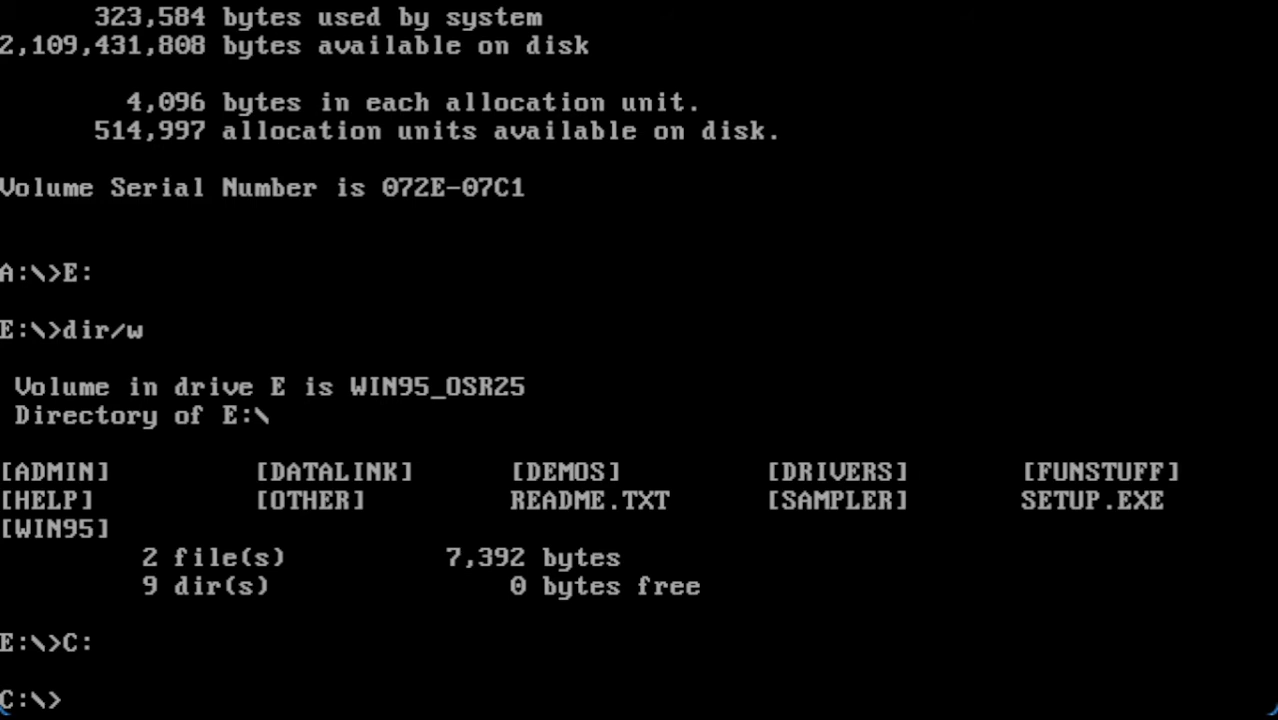 323,584 bytes used by system
2,109,431,808 bytes available on disk
4,096 bytes in each allocation unit.
514,997 allocation units available on disk.
Volume Serial Number is 072E-07C1
A:\>E:
E:\>dir/w
Volume in drive E is WIN95_OSR25
Directory of E:\
[ADMIN] [DATALINK] [DEMOS] [DRIVERS] [FUNSTUFF]
[HELP] [OTHER] README.TXT [SAMPLER] SETUP.EXE
[WIN95]
2 file(s) 7,392 bytes
9 dir(s) 0 bytes free
E:\>C:
C:\>